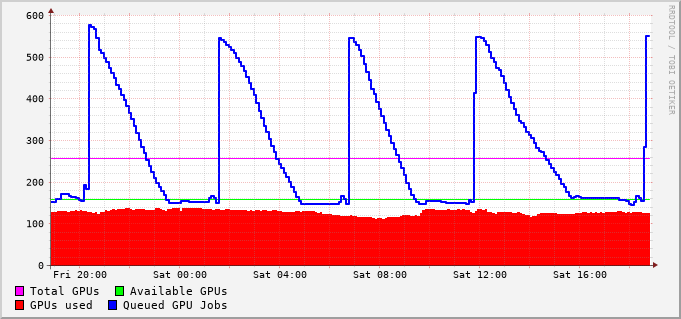 600
500
400
300
200
100
0
Fri 20:00 Sat 00:00 Sat 04:00 Sat 08:00 Sat 12:00 Sat 16:00
Total GPUs Available GPUs
GPUs used Queued GPU Jobs
RRDTOOL / TOBI OETIKER